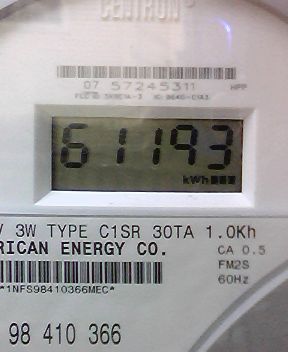 CENTRON
07 57245311 HPP
61193
kWh
V 3W TYPE C1SR 30TA 1.0Kh
RICAN ENERGY CO. CA 0.5
FM2S
60Hz
*1NFS98410366MEC*
98 410 366